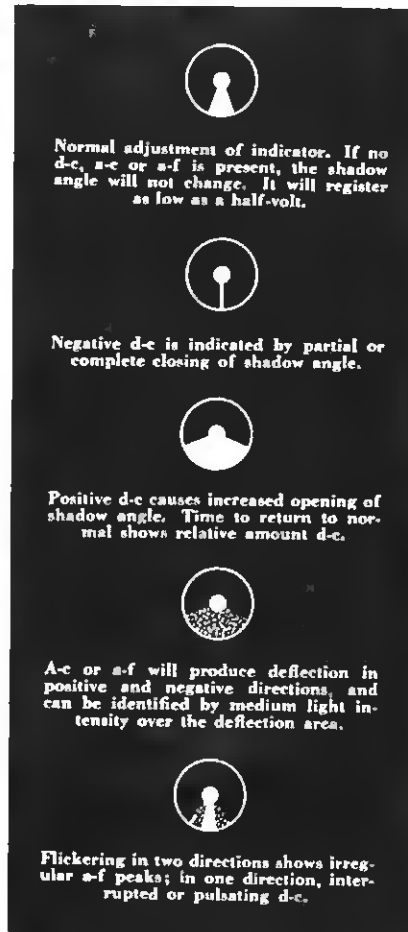 Normal adjustment of indicator. If no
d-c, a-c or a-f is present, the shadow
angle will not change. It will register
as low as a half-volt.
Negative d-c is indicated by partial or
complete closing of shadow angle.
Positive d-c causes increased opening of
shadow angle. Time to return to nor-
mal shows relative amount d-c.
A-c or a-f will produce deflection in
positive and negative directions, and
can be identified by medium light in-
tensity over the deflection area.
Flickering in two directions shows irreg-
ular a-f peaks; in one direction, inter-
rupted or pulsating d-c.